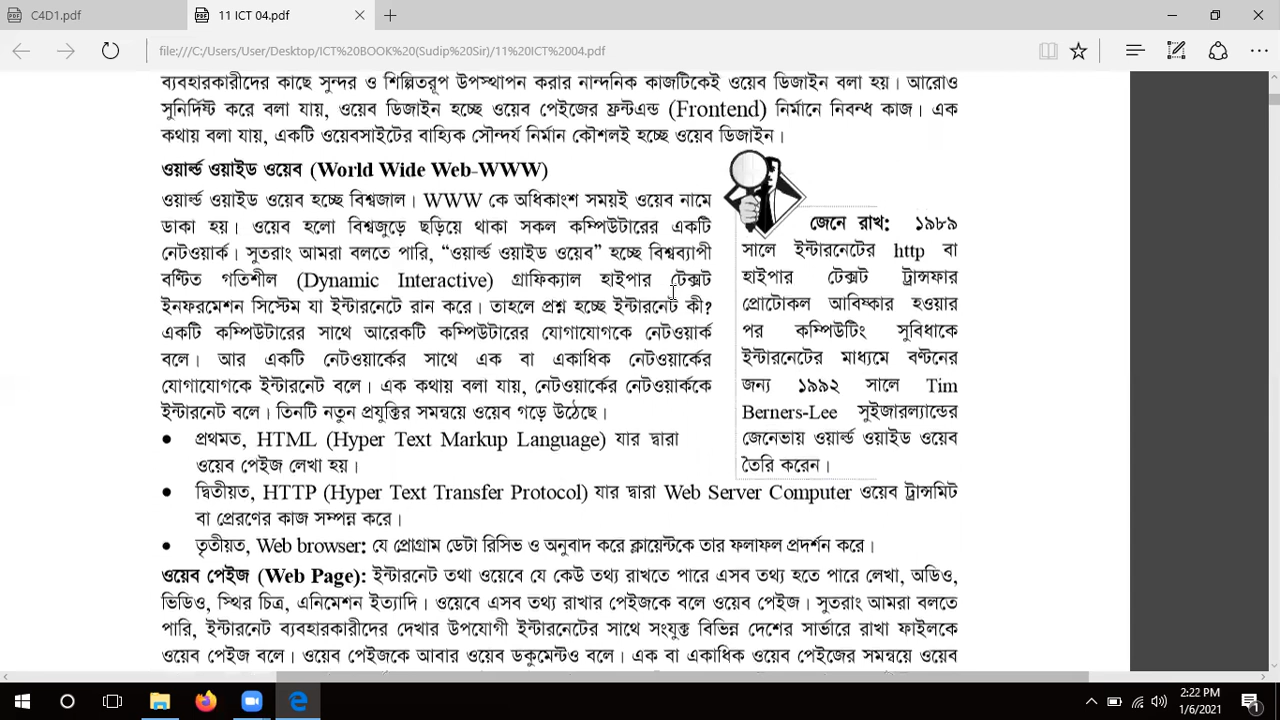 C4D1.pdf
11 ICT 04.pdf
file:///C:/Users/User/Desktop/ICT%20BOOK%20(Sudip%20Sir)/11%20ICT%2004.pdf
ব্যবহারকারীদের কাছে সুন্দর ও শিল্পিতরূপ উপস্থাপন করার নান্দনিক কাজটিকেই ওয়েব ডিজাইন বলা হয়। আরোও
সুনির্দিষ্ট করে বলা যায়, ওয়েব ডিজাইন হচ্ছে ওয়েব পেইজের ফ্রন্টএন্ড (Frontend) নির্মানে নিবন্ধ কাজ। এক
কথায় বলা যায়, একটি ওয়েবসাইটের বাহ্যিক সৌন্দর্য নির্মান কৌশলই হচ্ছে ওয়েব ডিজাইন।
ওয়ার্ল্ড ওয়াইড ওয়েব (World Wide Web-WWW)
ওয়ার্ল্ড ওয়াইড ওয়েব হচ্ছে বিশ্বজাল। WWW কে অধিকাংশ সময়ই ওয়েব নামে
ডাকা হয়। ওয়েব হলো বিশ্বজুড়ে ছড়িয়ে থাকা সকল কম্পিউটারের একটি
নেটওয়ার্ক। সুতরাং আমরা বলতে পারি, “ওয়ার্ল্ড ওয়াইড ওয়েব” হচ্ছে বিশ্বব্যাপী
বণ্টিত গতিশীল (Dynamic Interactive) গ্রাফিক্যাল হাইপার টেক্সট
ইনফরমেশন সিস্টেম যা ইন্টারনেটে রান করে। তাহলে প্রশ্ন হচ্ছে ইন্টারনেট কী?
একটি কম্পিউটারের সাথে আরেকটি কম্পিউটারের যোগাযোগকে নেটওয়ার্ক
বলে। আর একটি নেটওয়ার্কের সাথে এক বা একাধিক নেটওয়ার্কের
যোগাযোগকে ইন্টারনেট বলে। এক কথায় বলা যায়, নেটওয়ার্কের নেটওয়ার্ককে
ইন্টারনেট বলে। তিনটি নতুন প্রযুক্তির সমন্বয়ে ওয়েব গড়ে উঠেছে।
জেনে রাখ: ১৯৮৯
সালে ইন্টারনেটের http বা
হাইপার টেক্সট ট্রান্সফার
প্রোটোকল আবিষ্কার হওয়ার
পর কম্পিউটিং সুবিধাকে
ইন্টারনেটের মাধ্যমে বণ্টনের
জন্য ১৯৯২ সালে Tim
Berners-Lee সুইজারল্যান্ডের
জেনেভায় ওয়ার্ল্ড ওয়াইড ওয়েব
তৈরি করেন।
• প্রথমত, HTML (Hyper Text Markup Language) যার দ্বারা
ওয়েব পেইজ লেখা হয়।
• দ্বিতীয়ত, HTTP (Hyper Text Transfer Protocol) যার দ্বারা Web Server Computer ওয়েব ট্রান্সমিট
বা প্রেরণের কাজ সম্পন্ন করে।
• তৃতীয়ত, Web browser: যে প্রোগ্রাম ডেটা রিসিভ ও অনুবাদ করে ক্লায়েন্টকে তার ফলাফল প্রদর্শন করে।
ওয়েব পেইজ (Web Page): ইন্টারনেট তথা ওয়েবে যে কেউ তথ্য রাখতে পারে এসব তথ্য হতে পারে লেখা, অডিও,
ভিডিও, স্থির চিত্র, এনিমেশন ইত্যাদি। ওয়েবে এসব তথ্য রাখার পেইজকে বলে ওয়েব পেইজ। সুতরাং আমরা বলতে
পারি, ইন্টারনেট ব্যবহারকারীদের দেখার উপযোগী ইন্টারনেটের সাথে সংযুক্ত বিভিন্ন দেশের সার্ভারে রাখা ফাইলকে
ওয়েব পেইজ বলে। ওয়েব পেইজকে আবার ওয়েব ডকুমেন্টও বলে। এক বা একাধিক ওয়েব পেইজের সমন্বয়ে ওয়েব
2:22 PM
1/6/2021